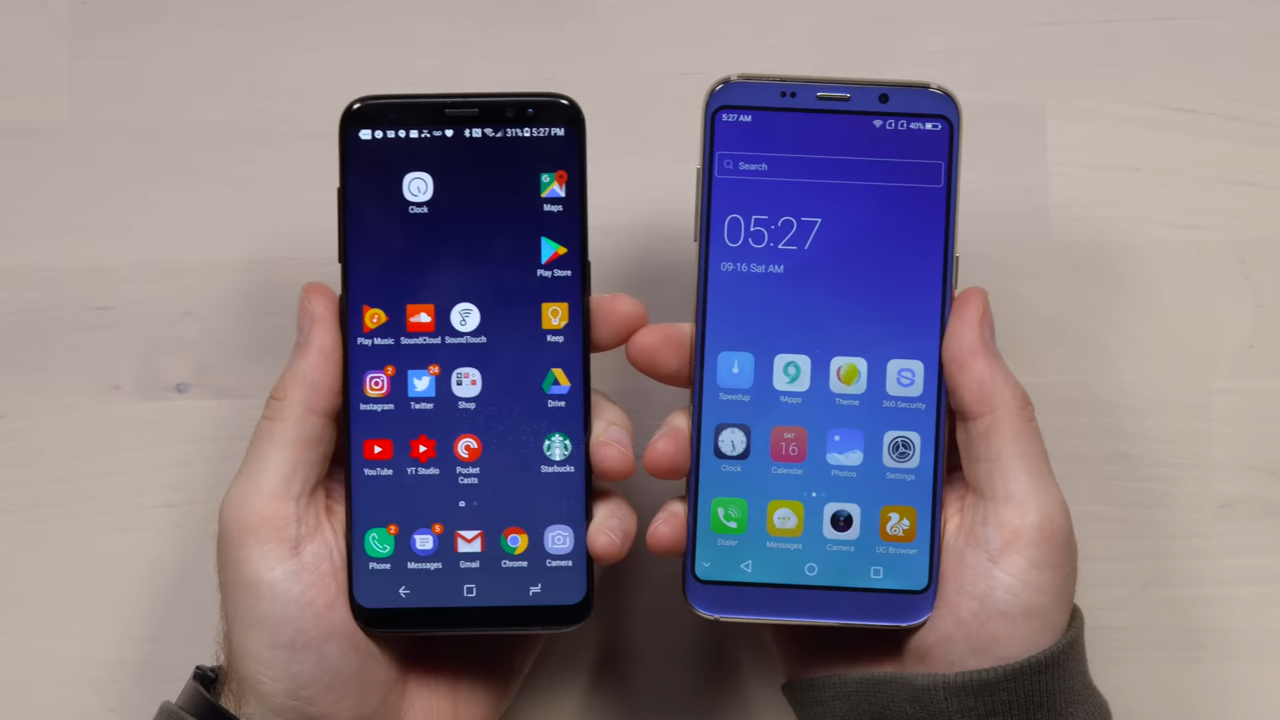 31% 5:27 PM
Clock
G
Maps
Play Store
Play Music
SoundCloud
SoundTouch
Keep
2
24
Instagram
Twitter
Shop
Drive
YouTube
YT Studio
Pocket
Casts
Starbucks
2
5
Phone
Messages
Gmail
Chrome
Camera
5:27 AM
40%
Search
05:27
09-16 Sat AM
Speedup
9Apps
Theme
360 Security
SAT
16
Clock
Calendar
Photos
Settings
Dialer
Messages
Camera
UC Browser